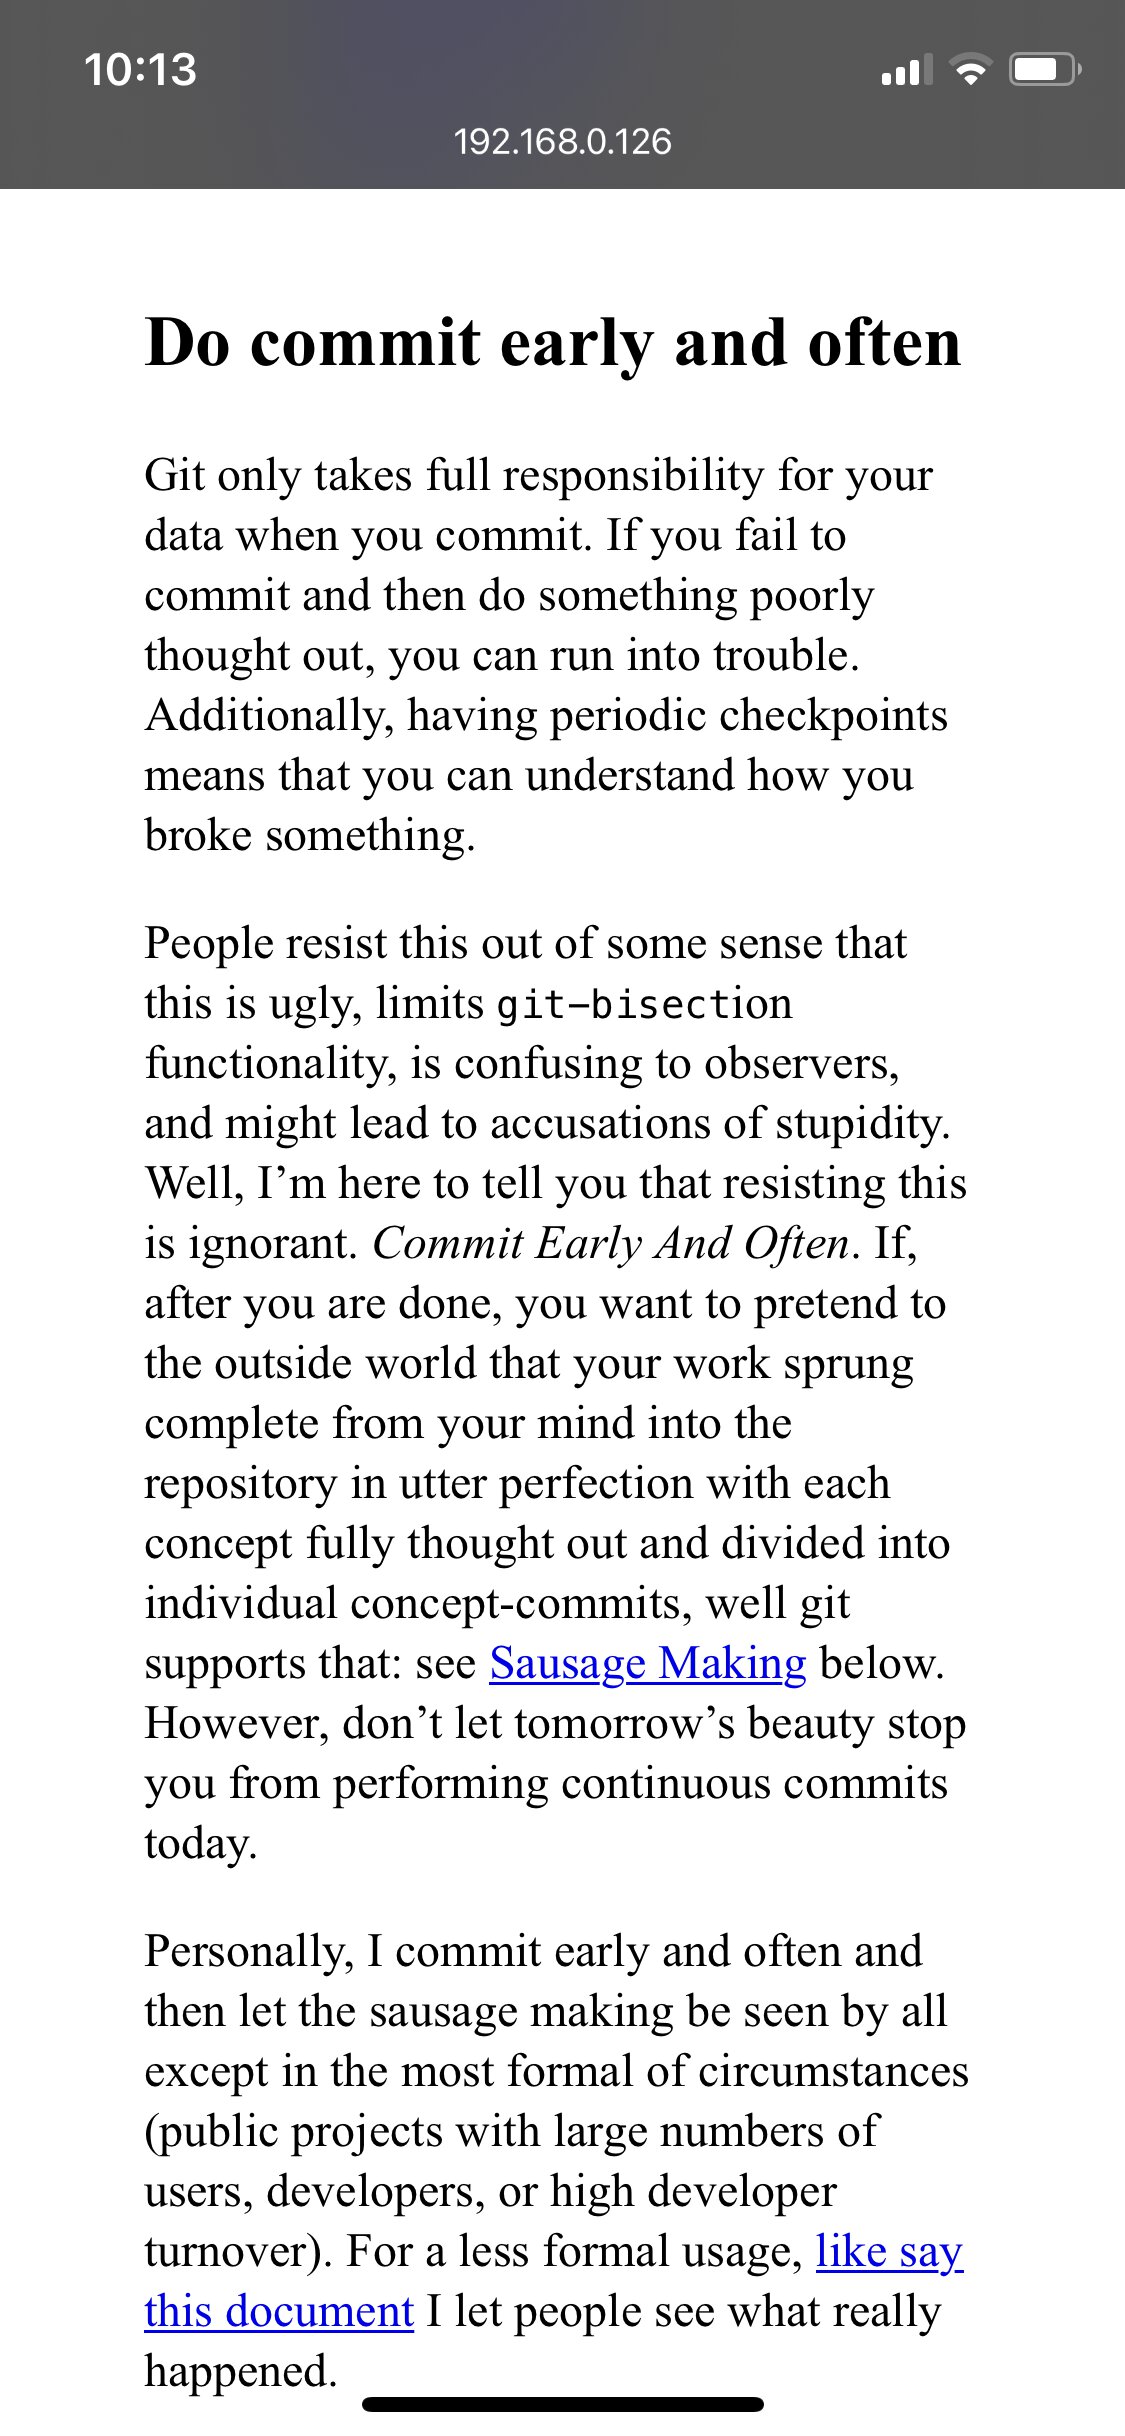 10:13
192.168.0.126
Do commit early and often
Git only takes full responsibility for your
data when you commit. If you fail to
commit and then do something poorly
thought out, you can run into trouble.
Additionally, having periodic checkpoints
means that you can understand how you
broke something.
People resist this out of some sense that
this is ugly, limits git-bisection
functionality, is confusing to observers,
and might lead to accusations of stupidity.
Well, I’m here to tell you that resisting this
is ignorant. Commit Early And Often. If,
after you are done, you want to pretend to
the outside world that your work sprung
complete from your mind into the
repository in utter perfection with each
concept fully thought out and divided into
individual concept-commits, well git
supports that: see Sausage Making below.
However, don’t let tomorrow’s beauty stop
you from performing continuous commits
today.
Personally, I commit early and often and
then let the sausage making be seen by all
except in the most formal of circumstances
(public projects with large numbers of
users, developers, or high developer
turnover). For a less formal usage, like say
this document I let people see what really
happened.